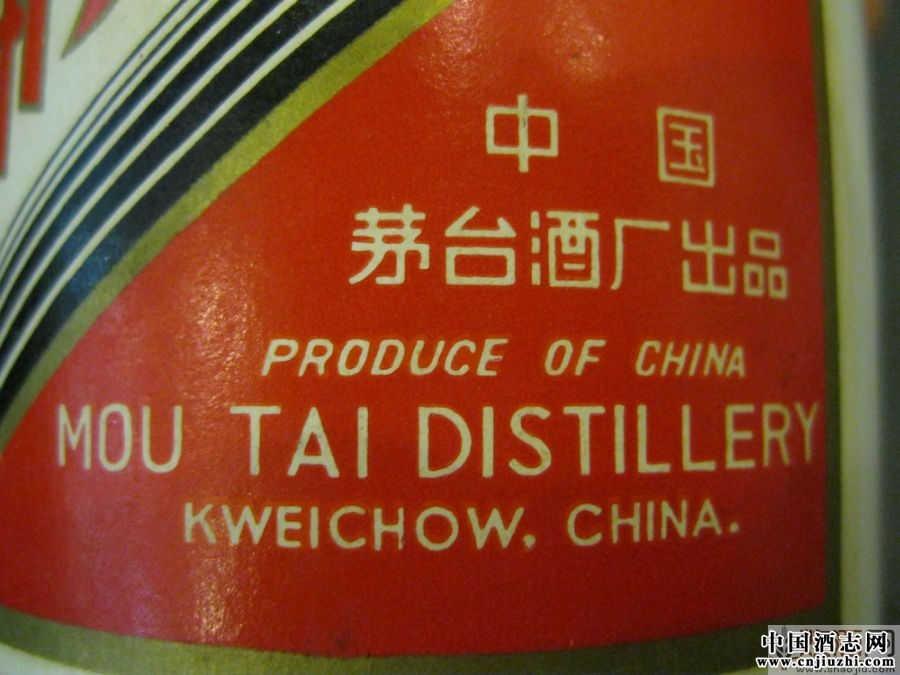 中国
茅台酒厂出品
PRODUCE OF CHINA
MOU TAI DISTILLERY
KWEICHOW, CHINA.
中国酒志网
www.cnjiuzhi.com